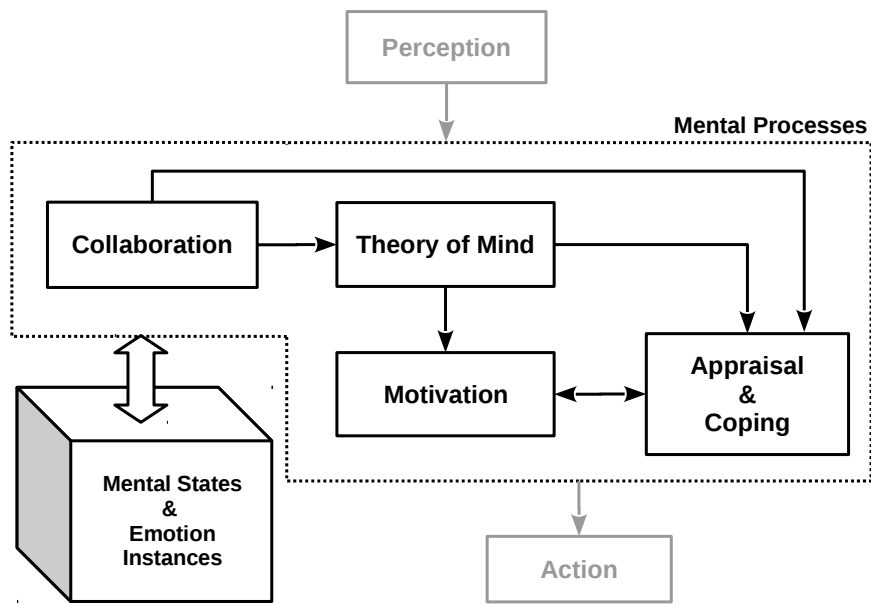 Perception
Mental Processes
Collaboration
Theory of Mind
Motivation
Appraisal
&
Coping
Mental States
&
Emotion
Instances
Action